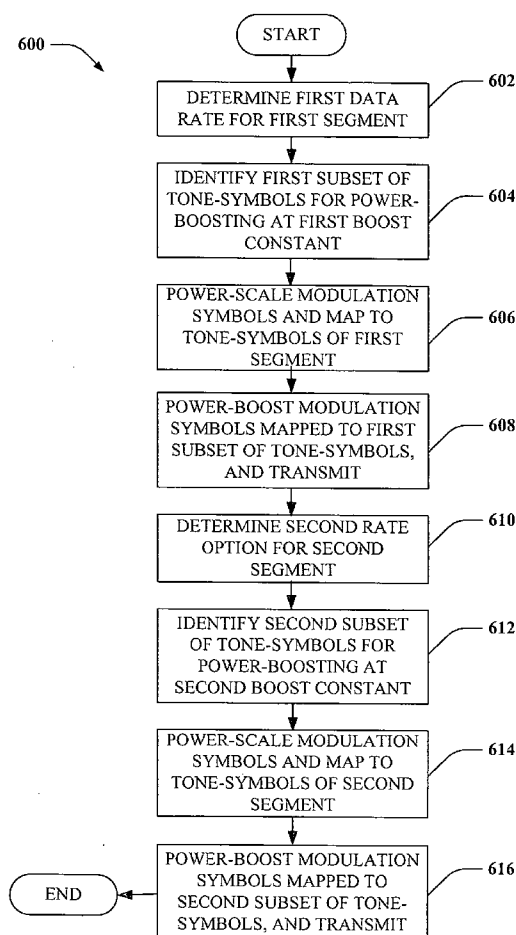 600
START
602
DETERMINE FIRST DATA
RATE FOR FIRST SEGMENT
604
IDENTIFY FIRST SUBSET OF
TONE-SYMBOLS FOR POWER-
BOOSTING AT FIRST BOOST
CONSTANT
606
POWER-SCALE MODULATION
SYMBOLS AND MAP TO
TONE-SYMBOLS OF FIRST
SEGMENT
608
POWER-BOOST MODULATION
SYMBOLS MAPPED TO FIRST
SUBSET OF TONE-SYMBOLS,
AND TRANSMIT
610
DETERMINE SECOND RATE
OPTION FOR SECOND
SEGMENT
612
IDENTIFY SECOND SUBSET
OF TONE-SYMBOLS FOR
POWER-BOOSTING AT
SECOND BOOST CONSTANT
614
POWER-SCALE MODULATION
SYMBOLS AND MAP TO
TONE-SYMBOLS OF SECOND
SEGMENT
616
POWER-BOOST MODULATION
SYMBOLS MAPPED TO
SECOND SUBSET OF TONE-
SYMBOLS, AND TRANSMIT
END